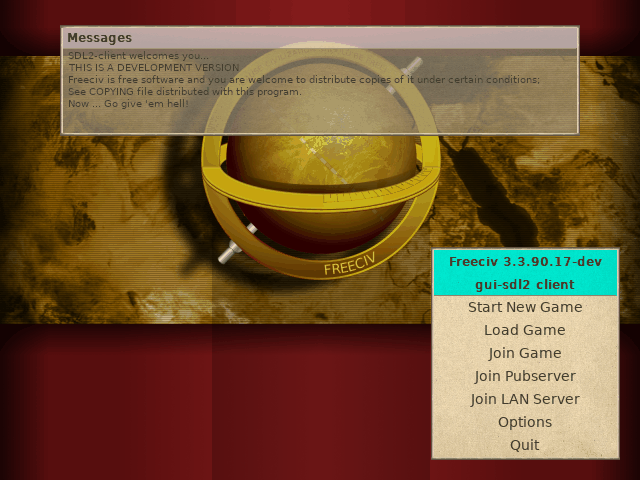 Messages
SDL2-client welcomes you...
THIS IS A DEVELOPMENT VERSION
Freeciv is free software and you are welcome to distribute copies of it under certain conditions;
See COPYING file distributed with this program.
Now ... Go give 'em hell!
FREECIV
Freeciv 3.3.90.17-dev
gui-sdl2 client
Start New Game
Load Game
Join Game
Join Pubserver
Join LAN Server
Options
Quit